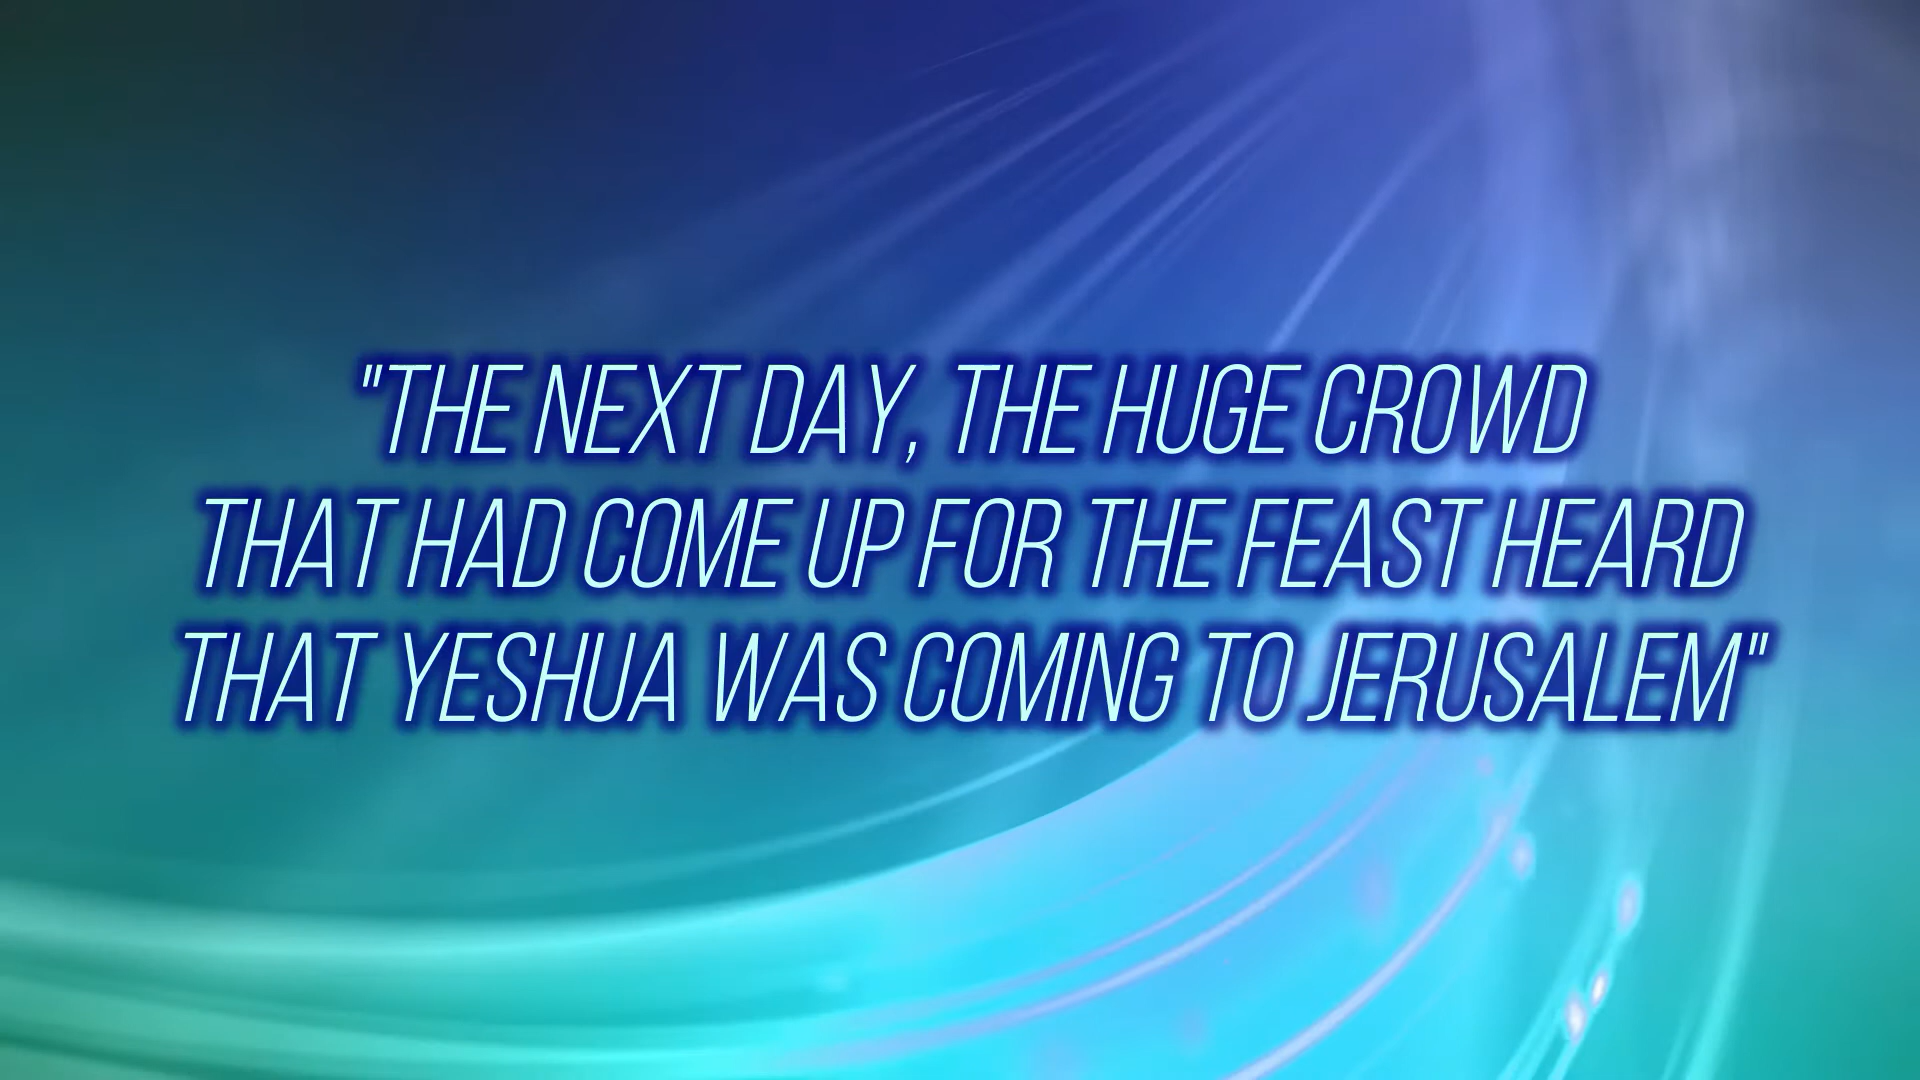 "THE NEXT DAY, THE HUGE CROWD
THAT HAD COME UP FOR THE FEAST HEARD
THAT YESHUA WAS COMING TO JERUSALEM"